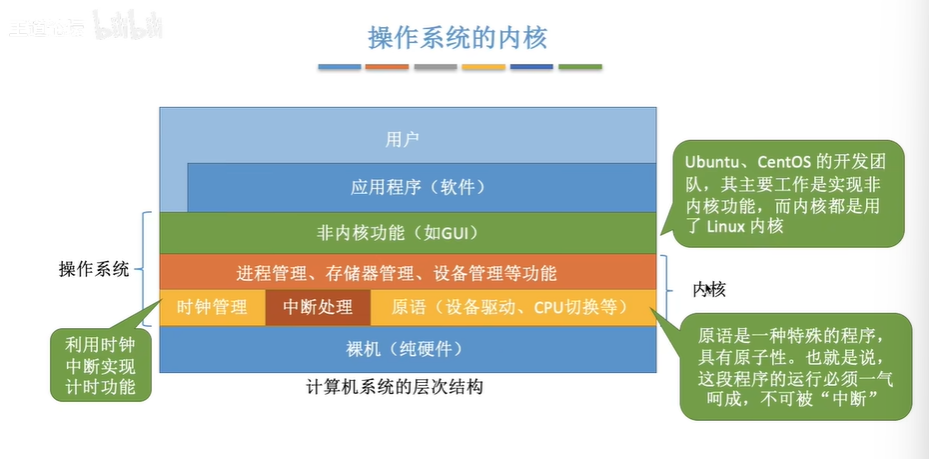 bilibili
操作系统的内核
用户
应用程序（软件）
非内核功能（如GUI）
进程管理、存储器管理、设备管理等功能
时钟管理
中断处理
原语（设备驱动、CPU切换等）
裸机（纯硬件）
计算机系统的层次结构
操作系统
内核
利用时钟
中断实现
计时功能
Ubuntu、CentOS 的开发团
队，其主要工作是实现非
内核功能，而内核都是用
了 Linux 内核
原语是一种特殊的程序，
具有原子性。也就是说，
这段程序的运行必须一气
呵成，不可被“中断”